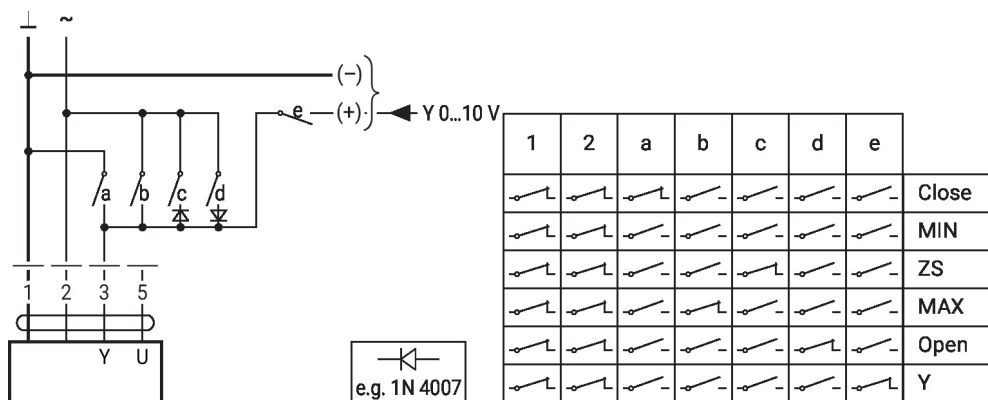 ⊥ ~
(–)
e (+) Y 0...10 V
a b c d
1 2 3 5
Y U
e.g. 1N 4007
1 2 a b c d e
Close
MIN
ZS
MAX
Open
Y